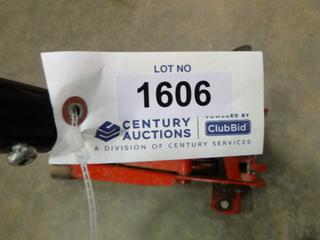 LOT NO
1606
CENTURY
AUCTIONS
POWERED BY
ClubBid
A DIVISION OF CENTURY SERVICES